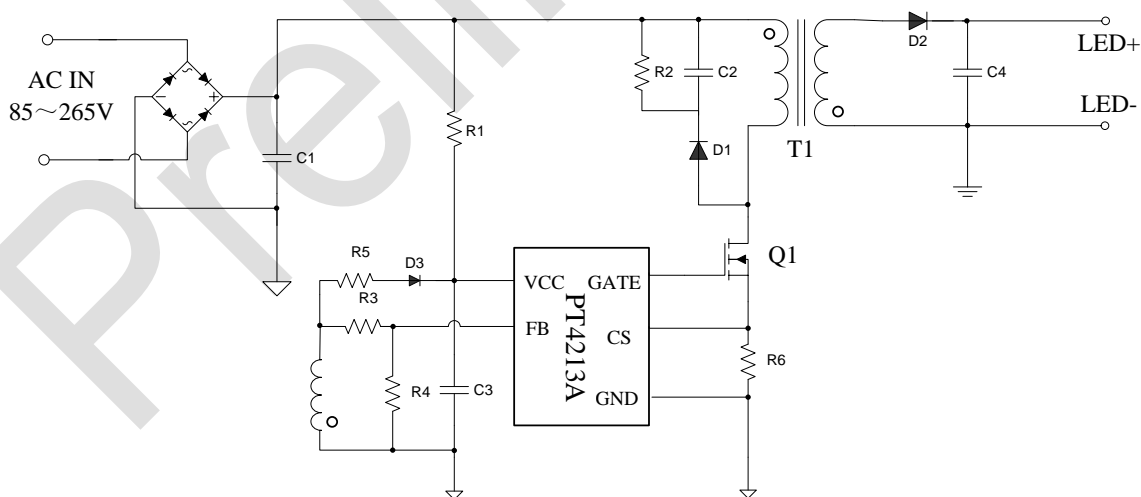 AC IN
85～265V
C1
R1
R2
C2
D1
T1
D2
C4
LED+
LED-
R5
D3
R3
R4
C3
VCC
GATE
FB
CS
GND
PT4213A
Q1
R6
Prelim